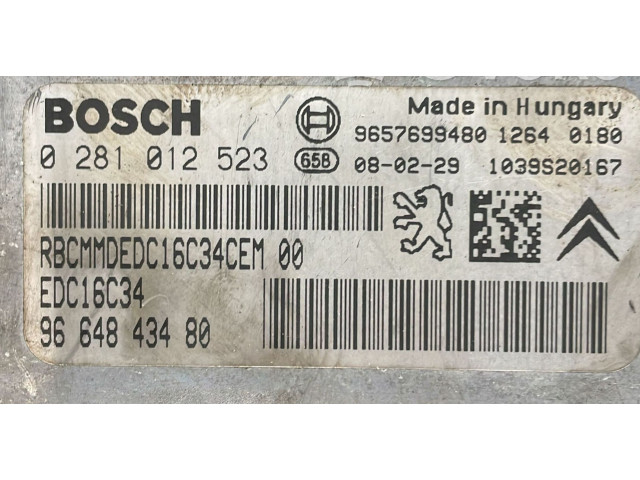 BOSCH
Made in Hungary
9657699480 1264 0180
0 281 012 523
658
08-02-29 1039S20167
RBCMMDEDC16C34CEM 00
EDC16C34
96 648 434 80